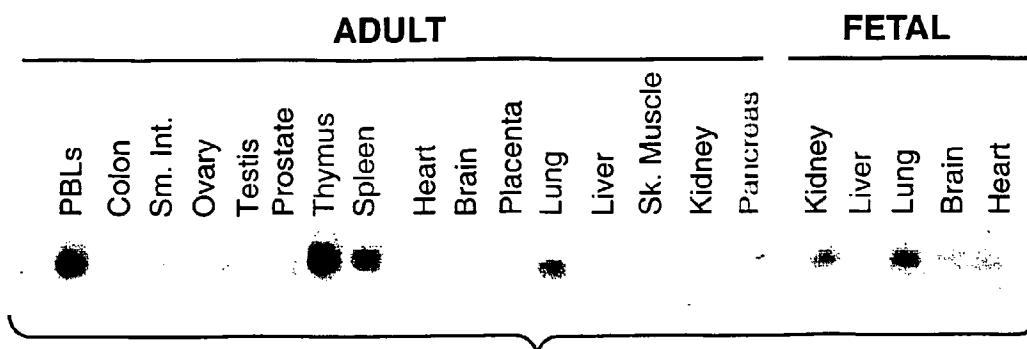 ADULT FETAL
PBLs Colon Sm. Int. Ovary Testis Prostate Thymus Spleen Heart Brain Placenta Lung Liver Sk. Muscle Kidney Pancreas Kidney Liver Lung Brain Heart